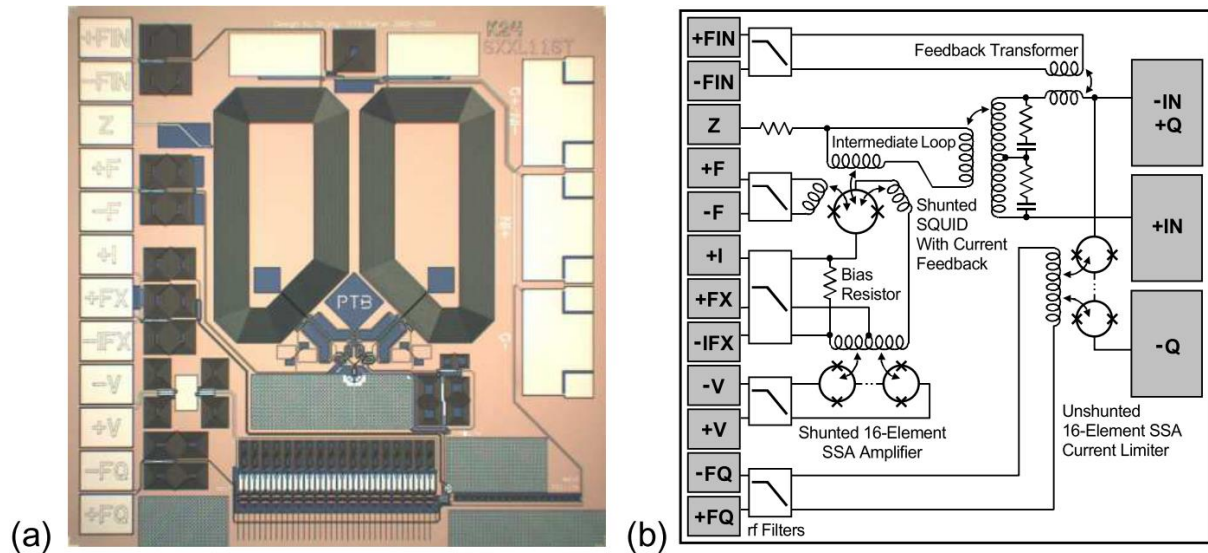 K24
+FIN
−FIN
Z
+F
−F
+I
+FX
−IFX
−V
+V
−FQ
+FQ
PTB
(a)
+FIN
-FIN
Z
+F
-F
+I
+FX
-IFX
-V
+V
-FQ
+FQ
Feedback Transformer
Intermediate Loop
Shunted
SQUID
With Current
Feedback
Bias
Resistor
Shunted 16-Element
SSA Amplifier
Unshunted
16-Element SSA
Current Limiter
rf Filters
-IN
+Q
+IN
-Q
(b)